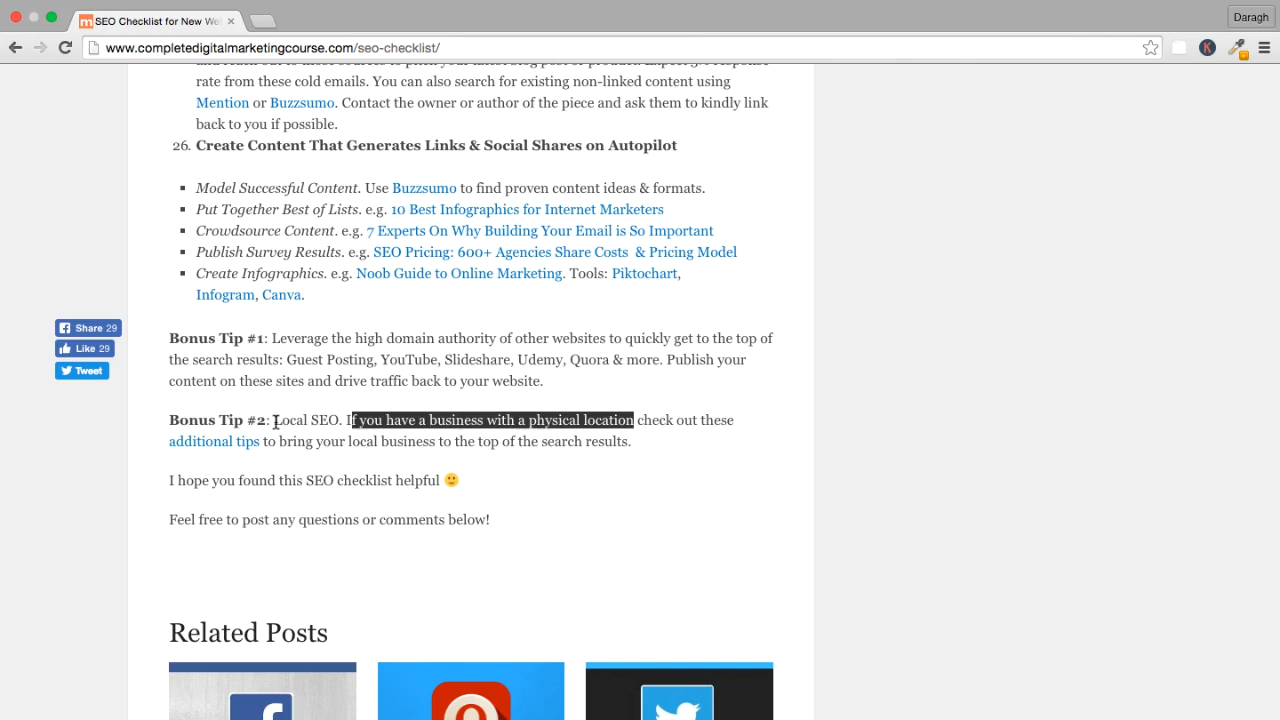 SEO Checklist for New We
Daragh
www.completedigitalmarketingcourse.com/seo-checklist/
rate from these cold emails. You can also search for existing non-linked content using
Mention or Buzzsumo. Contact the owner or author of the piece and ask them to kindly link
back to you if possible.
26. Create Content That Generates Links & Social Shares on Autopilot
▪ Model Successful Content. Use Buzzsumo to find proven content ideas & formats.
▪ Put Together Best of Lists. e.g. 10 Best Infographics for Internet Marketers
▪ Crowdsource Content. e.g. 7 Experts On Why Building Your Email is So Important
▪ Publish Survey Results. e.g. SEO Pricing: 600+ Agencies Share Costs & Pricing Model
▪ Create Infographics. e.g. Noob Guide to Online Marketing. Tools: Piktochart,
Infogram, Canva.
Share 29
Like 29
Tweet
Bonus Tip #1: Leverage the high domain authority of other websites to quickly get to the top of
the search results: Guest Posting, YouTube, Slideshare, Udemy, Quora & more. Publish your
content on these sites and drive traffic back to your website.
Bonus Tip #2: Local SEO. If you have a business with a physical location check out these
additional tips to bring your local business to the top of the search results.
I hope you found this SEO checklist helpful 🙂
Feel free to post any questions or comments below!
Related Posts